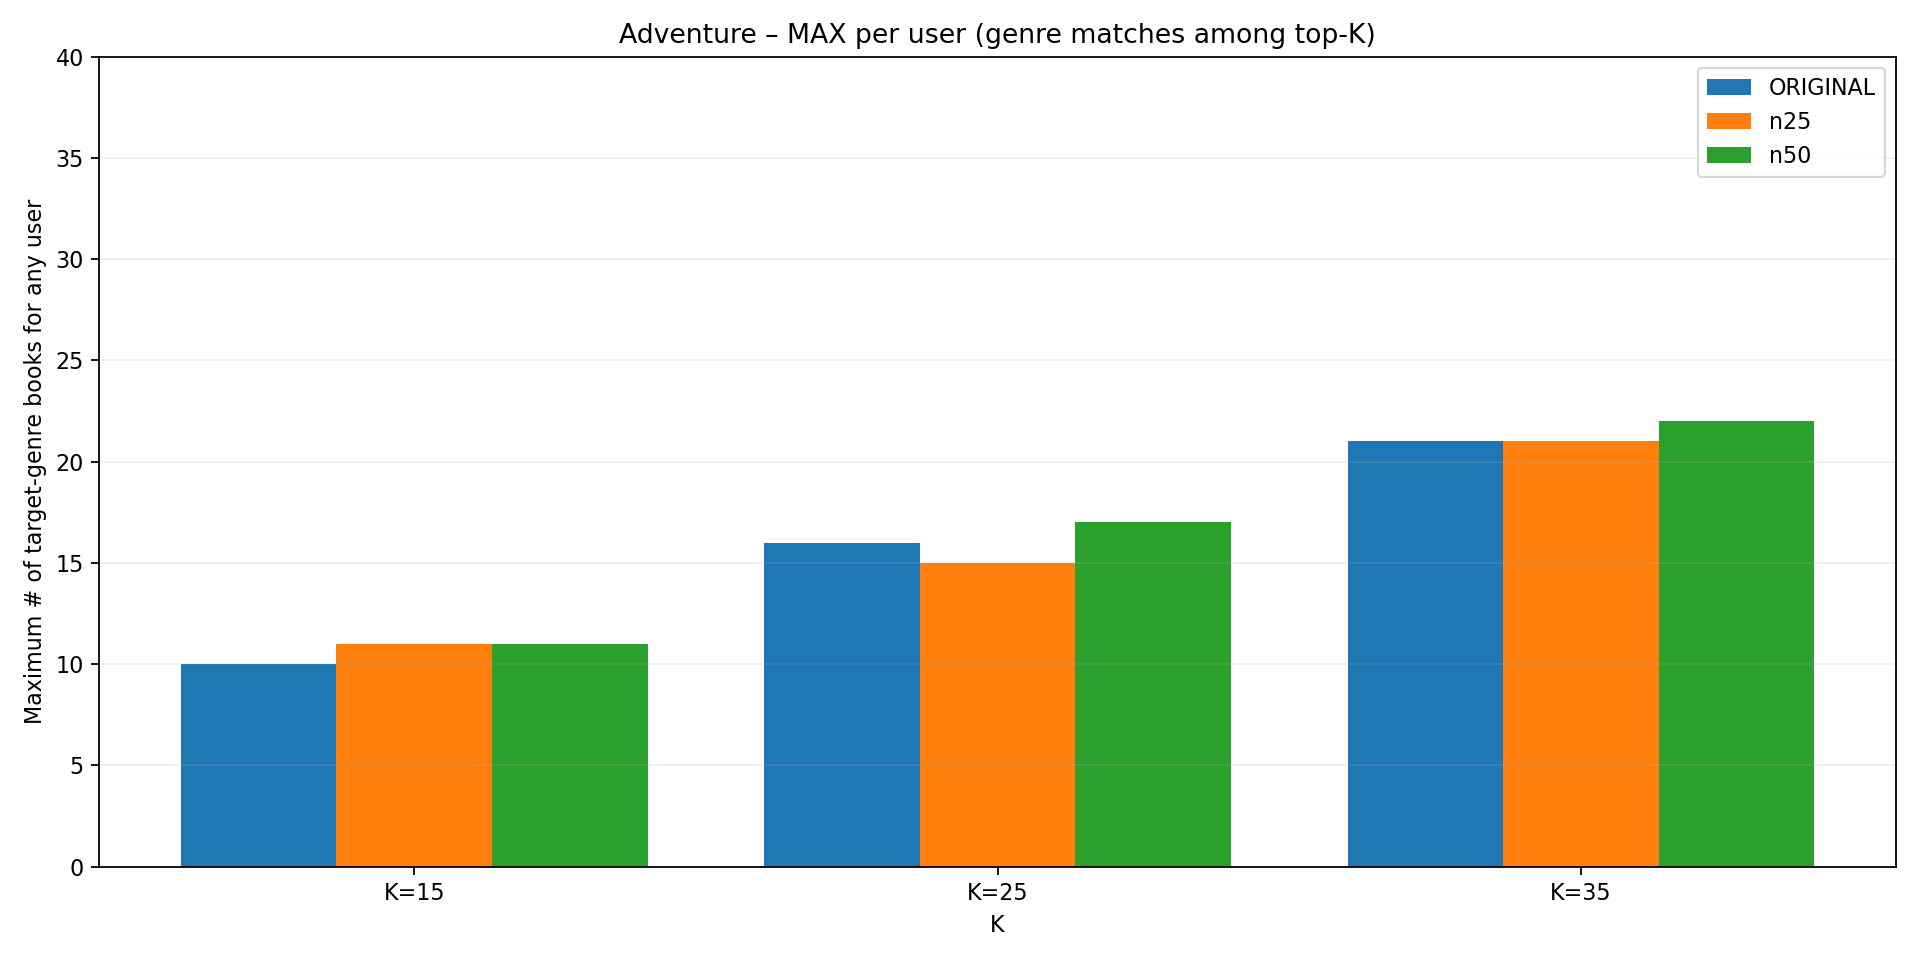 Adventure – MAX per user (genre matches among top-K)
Maximum # of target-genre books for any user
40
35
30
25
20
15
10
5
0
ORIGINAL
n25
n50
K=15
K=25
K=35
K